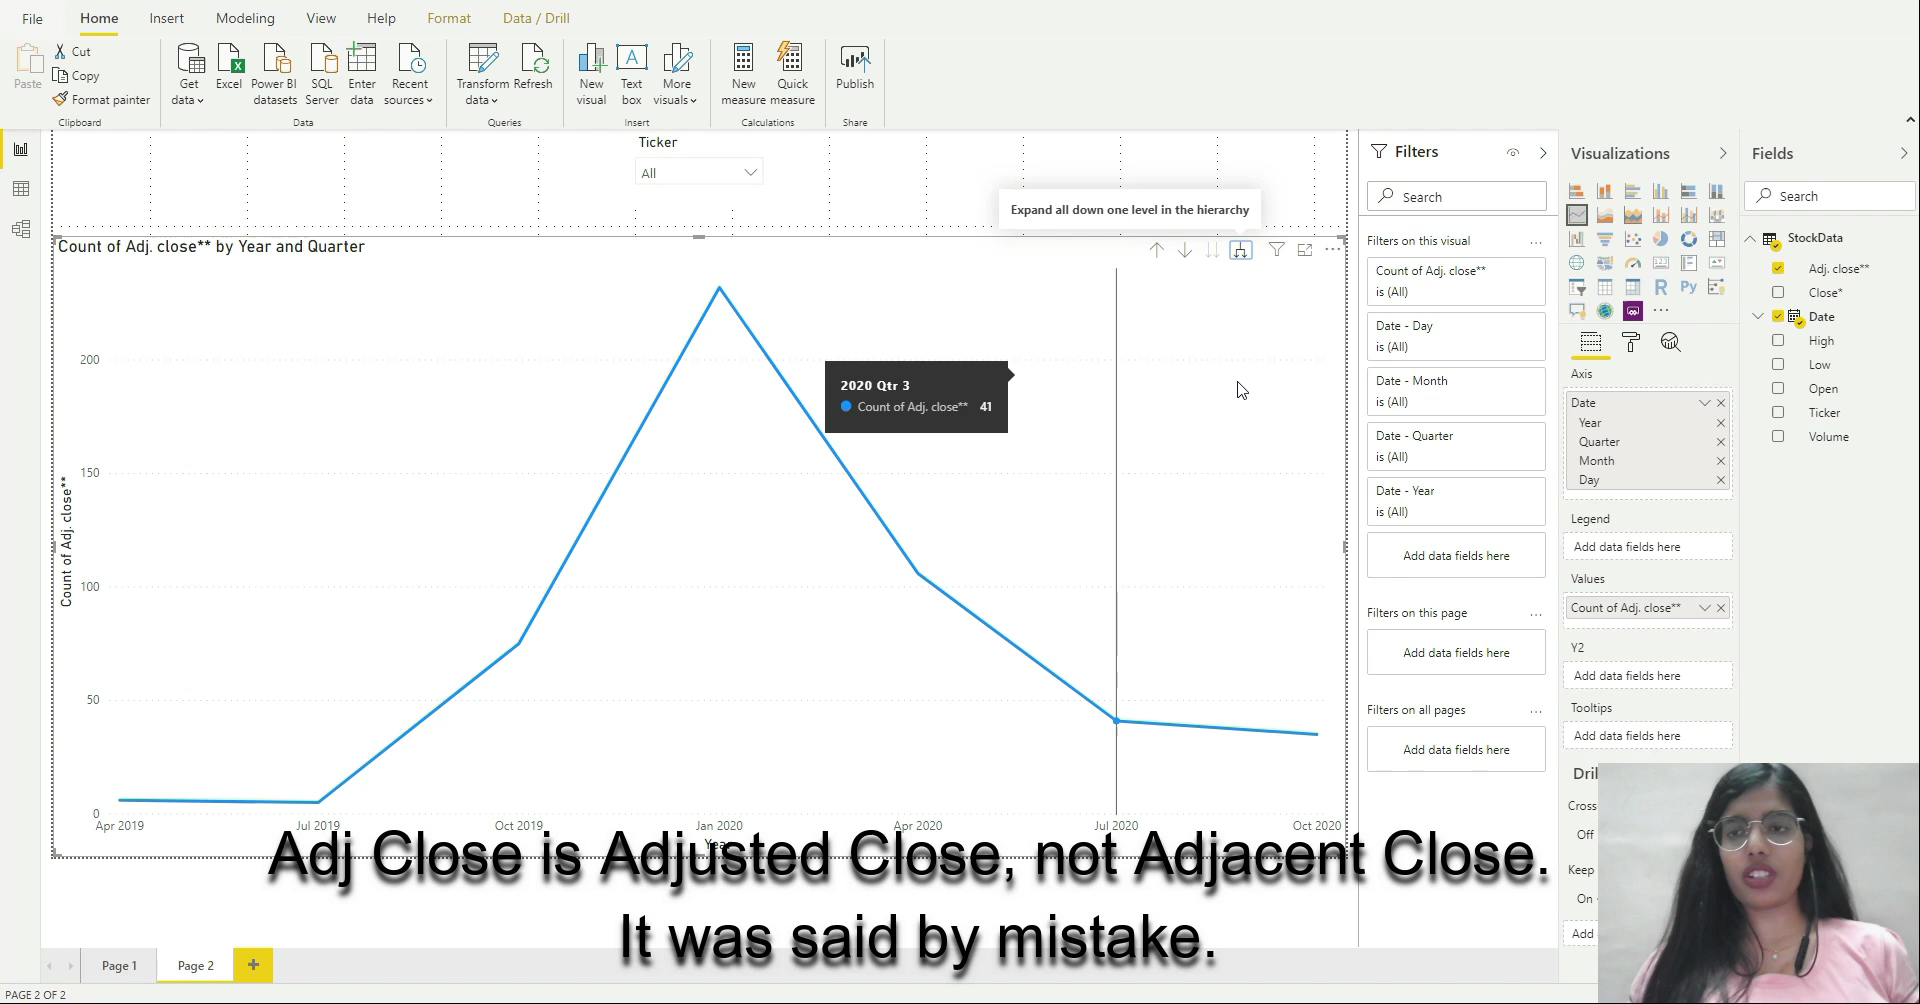 File Home Insert Modeling View Help Format Data / Drill
Paste
Cut
Copy
Format painter
Clipboard
Get data
Excel
Power BI datasets
SQL Server
Enter data
Recent sources
Data
Transform data
Refresh
Queries
New visual
Text box
More visuals
Insert
New measure
Quick measure
Calculations
Publish
Share
Ticker
All
Expand all down one level in the hierarchy
Count of Adj. close** by Year and Quarter
2020 Qtr 3
Count of Adj. close** 41
Count of Adj. close**
200
150
100
50
0
Apr 2019 Jul 2019 Oct 2019 Jan 2020 Apr 2020 Jul 2020 Oct 2020
Adj Close is Adjusted Close, not Adjacent Close.
It was said by mistake.
Page 1 Page 2
PAGE 2 OF 2
Filters
Search
Filters on this visual
Count of Adj. close**
is (All)
Date - Day
is (All)
Date - Month
is (All)
Date - Quarter
is (All)
Date - Year
is (All)
Add data fields here
Filters on this page
Add data fields here
Filters on all pages
Add data fields here
Visualizations
R Py
Axis
Date
Year
Quarter
Month
Day
Legend
Add data fields here
Values
Count of Adj. close**
Y2
Add data fields here
Tooltips
Add data fields here
Off
Keep
On
Add
Fields
Search
StockData
Adj. close**
Close*
Date
High
Low
Open
Ticker
Volume